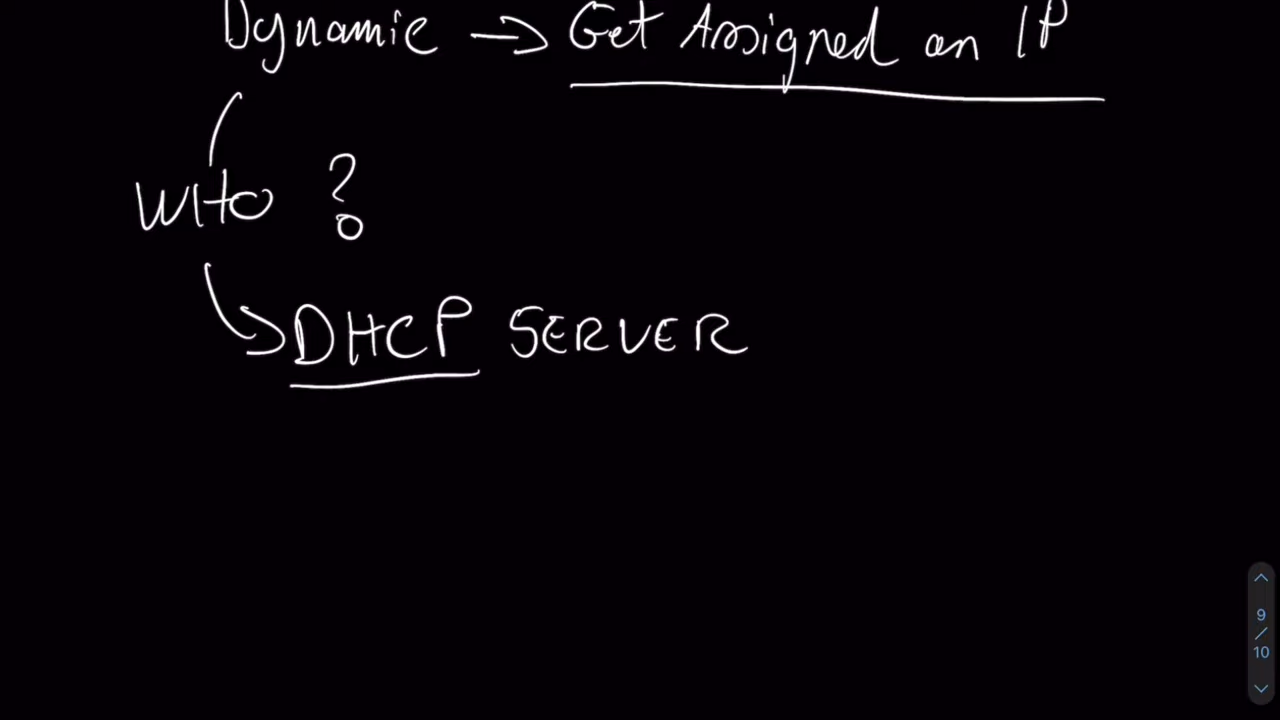 Dynamic → Get Assigned an IP
WHO ?
DHCP SERVER
9
/
10